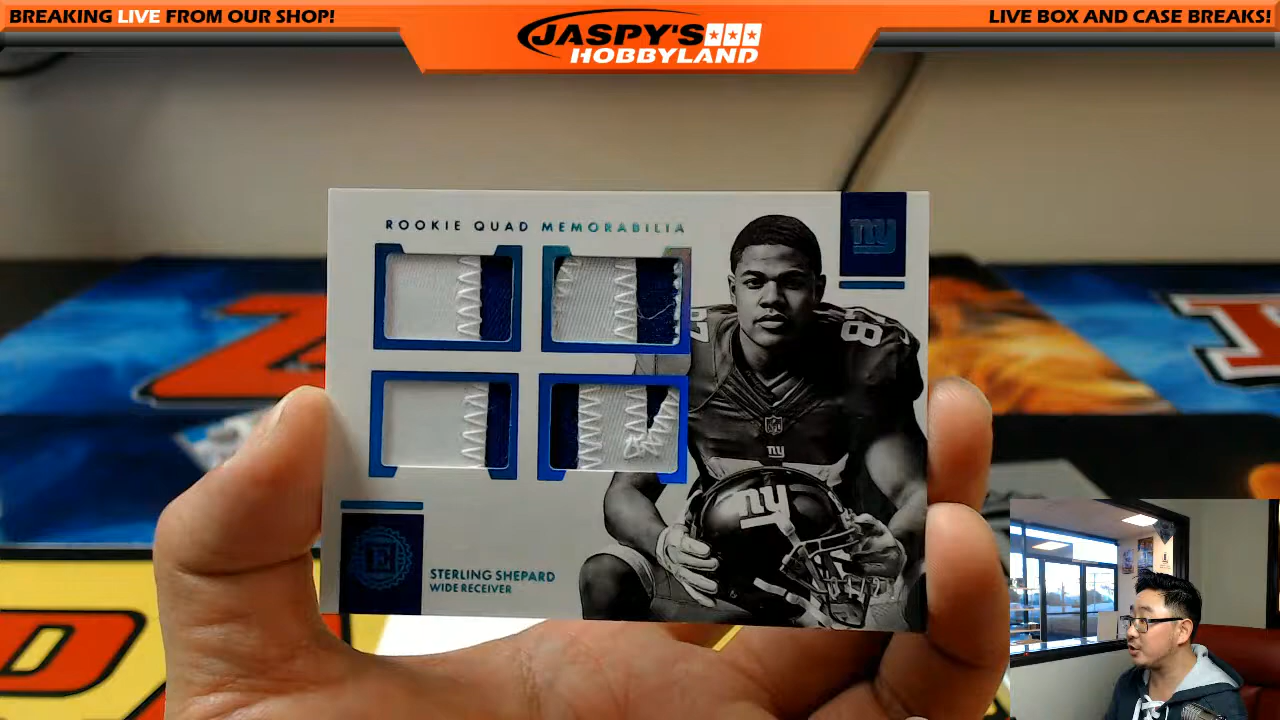 BREAKING LIVE FROM OUR SHOP!
JASPY'S
HOBBYLAND
LIVE BOX AND CASE BREAKS!
ROOKIE QUAD MEMORABILIA
ny
87
NFL
ny
ny
E
STERLING SHEPARD
WIDE RECEIVER